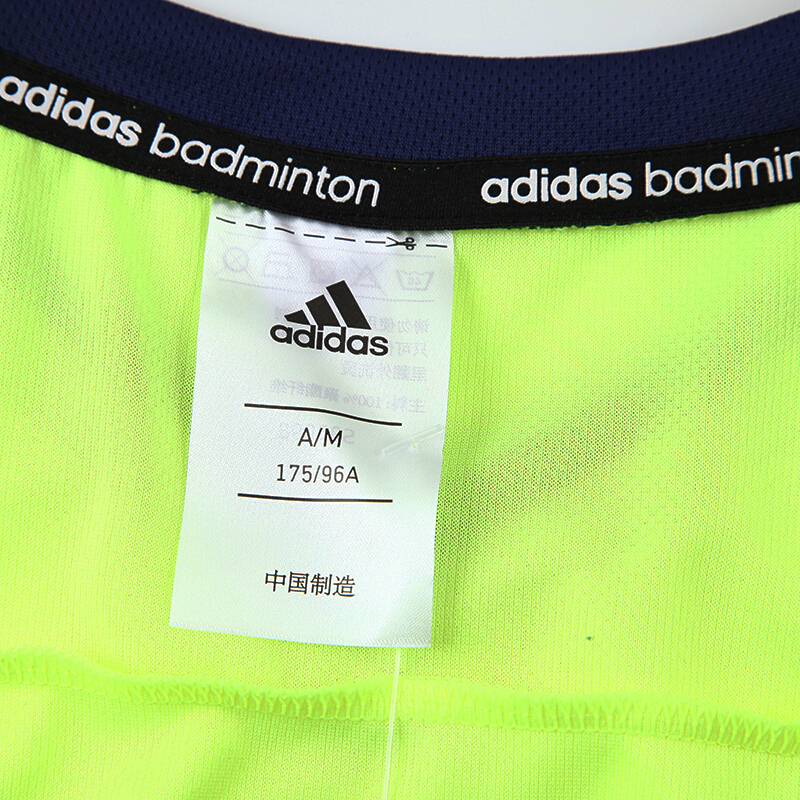 adidas badminton
adidas badmin
adidas
A/M
175/96A
中国制造